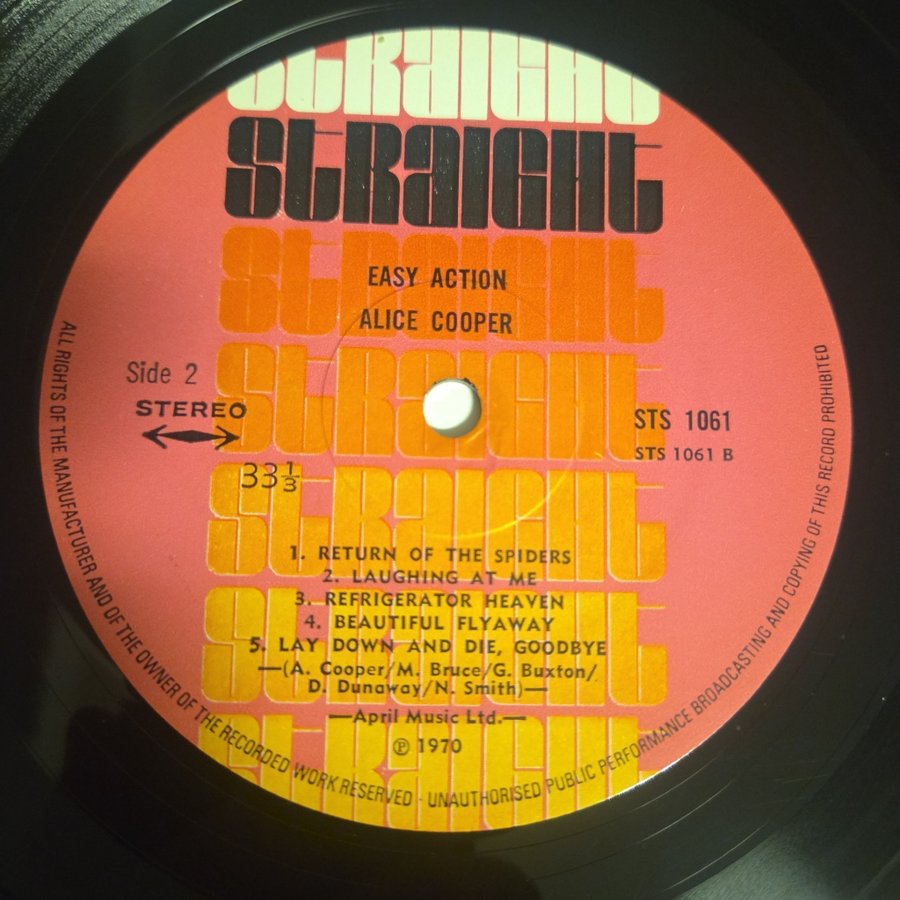 STRAIGHT
STRAIGHT
STRAIGHT
EASY ACTION
ALICE COOPER
STRAIGHT
Side 2
STEREO
33⅓
STS 1061
STS 1061 B
STRAIGHT
1. RETURN OF THE SPIDERS
2. LAUGHING AT ME
3. REFRIGERATOR HEAVEN
4. BEAUTIFUL FLYAWAY
5. LAY DOWN AND DIE, GOODBYE
—(A. Cooper/M. Bruce/G. Buxton/
D. Dunaway/N. Smith)—
STRAIGHT
—April Music Ltd.—
℗ 1970
STRAIGHT
ALL RIGHTS OF THE MANUFACTURER AND OF THE OWNER OF THE RECORDED WORK RESERVED · UNAUTHORISED PUBLIC PERFORMANCE BROADCASTING AND COPYING OF THIS RECORD PROHIBITED